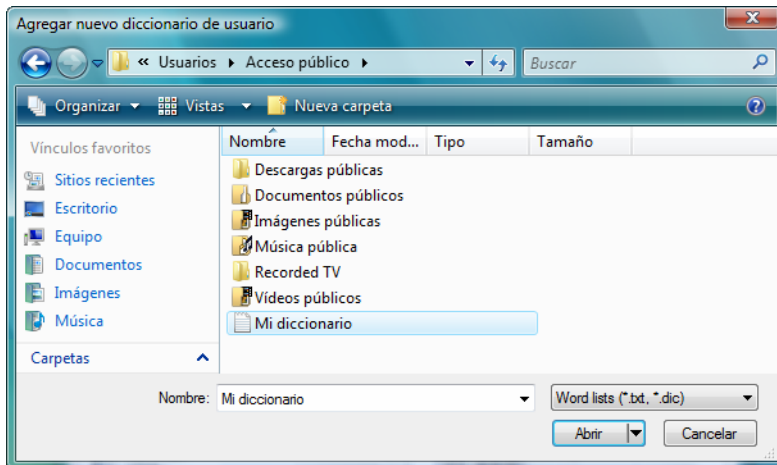 Agregar nuevo diccionario de usuario
« Usuarios Acceso público
Buscar
Organizar Vistas Nueva carpeta
Vínculos favoritos
Sitios recientes
Escritorio
Equipo
Documentos
Imágenes
Música
Carpetas
Nombre Fecha mod... Tipo Tamaño
Descargas públicas
Documentos públicos
Imágenes públicas
Música pública
Recorded TV
Vídeos públicos
Mi diccionario
Nombre: Mi diccionario
Word lists (*.txt, *.dic)
Abrir Cancelar